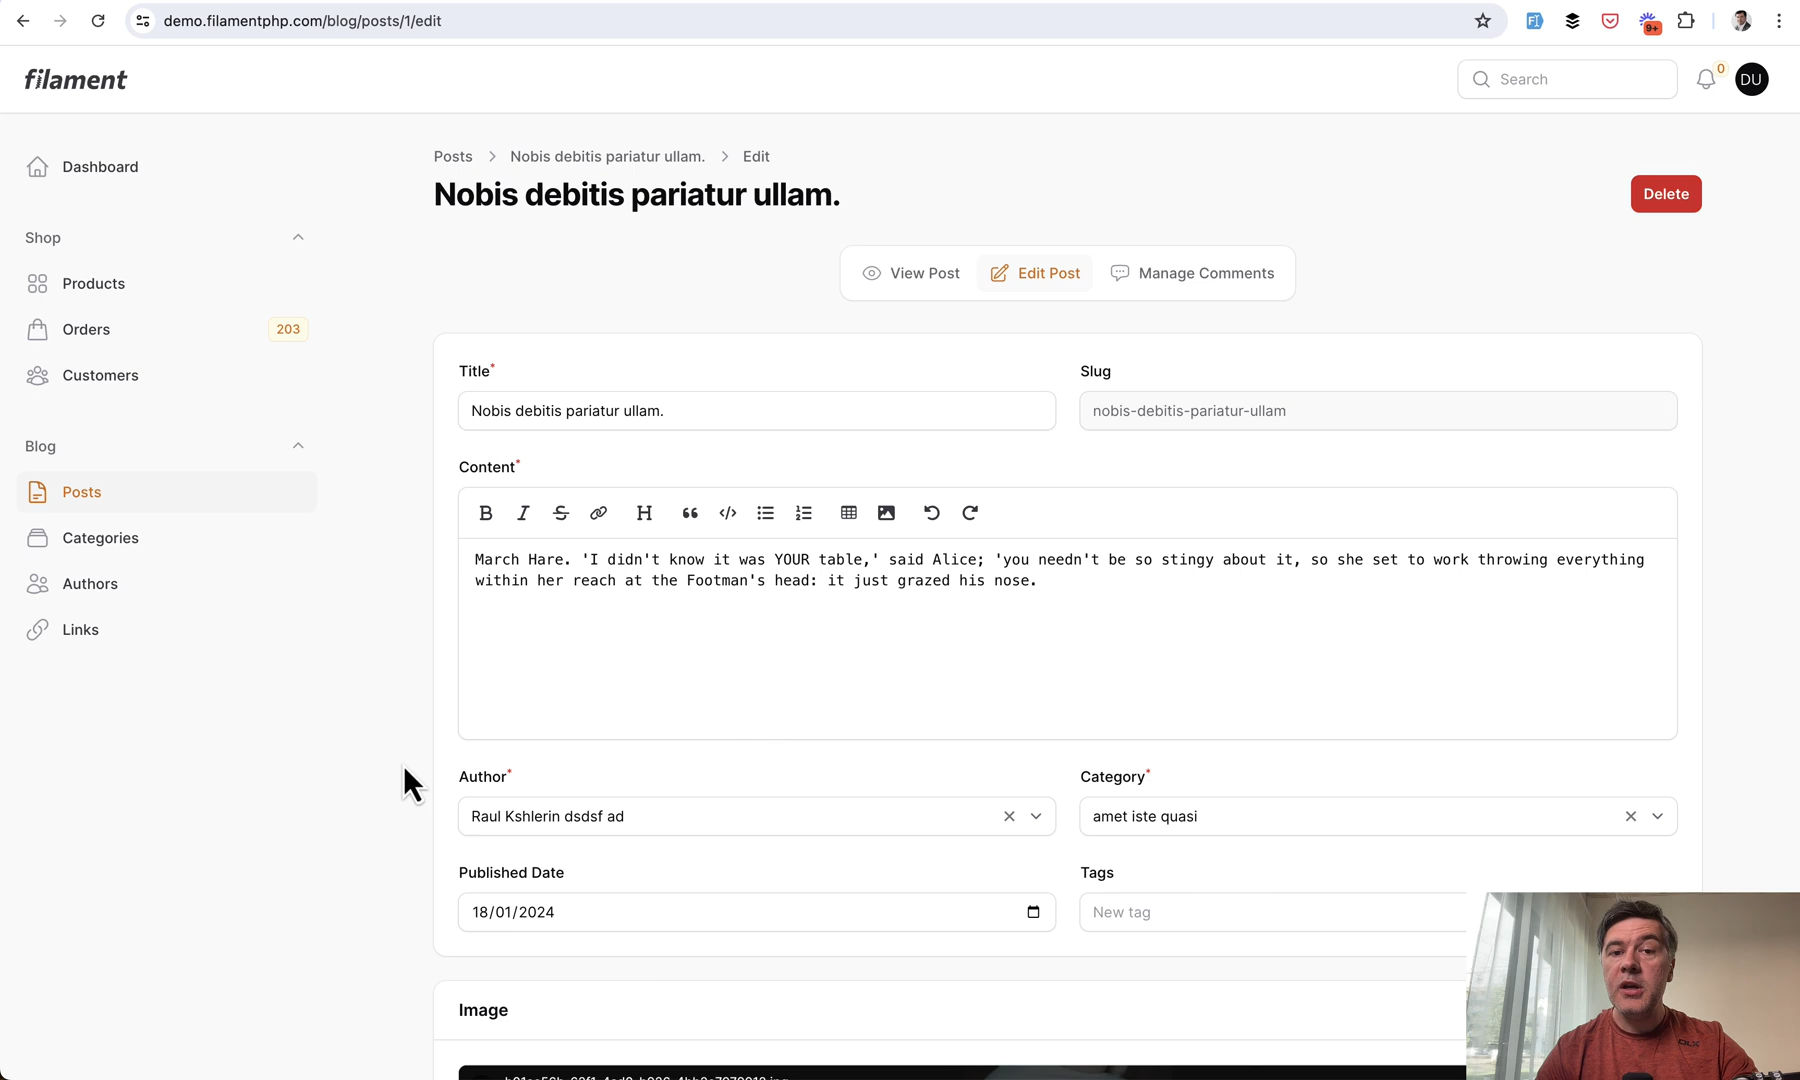 demo.filamentphp.com/blog/posts/1/edit
9+
filament
Search
0
DU
Dashboard
Shop
Products
Orders
203
Customers
Blog
Posts
Categories
Authors
Links
Posts > Nobis debitis pariatur ullam. > Edit
Nobis debitis pariatur ullam.
Delete
View Post
Edit Post
Manage Comments
Title*
Nobis debitis pariatur ullam.
Slug
nobis-debitis-pariatur-ullam
Content*
March Hare. 'I didn't know it was YOUR table,' said Alice; 'you needn't be so stingy about it, so she set to work throwing everything
within her reach at the Footman's head: it just grazed his nose.
Author*
Raul Kshlerin dsdsf ad
Category*
amet iste quasi
Published Date
18/01/2024
Tags
New tag
Image